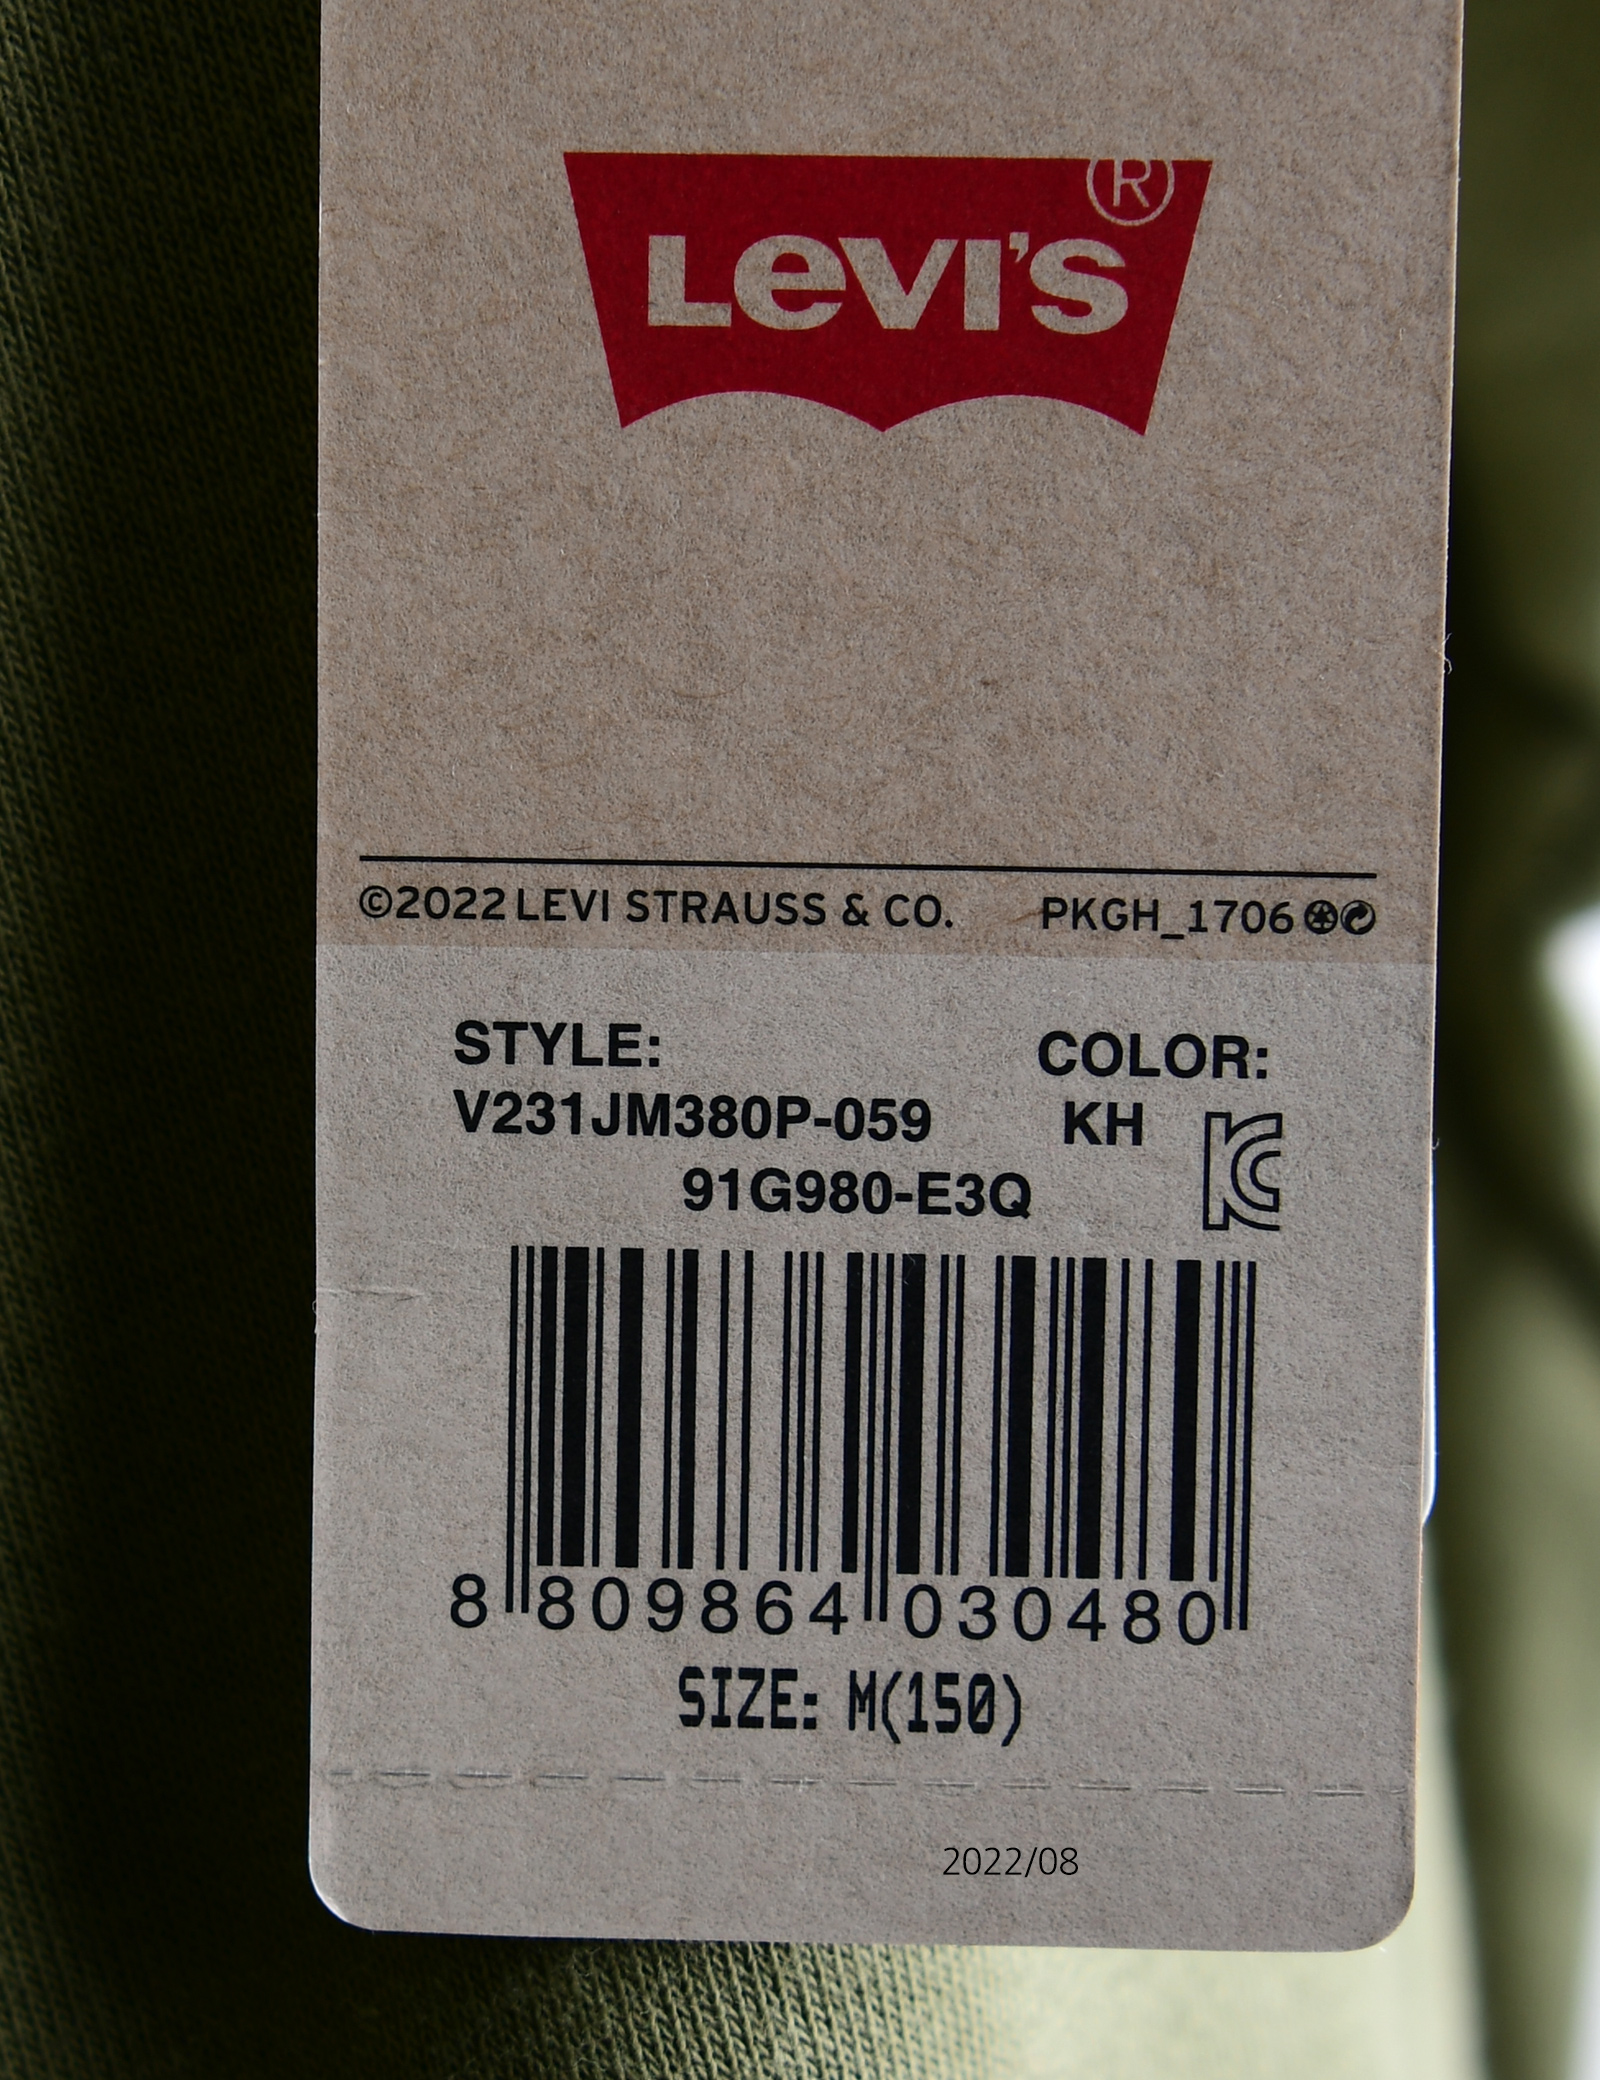 LEVI'S®
©2022 LEVI STRAUSS & CO. PKGH_1706
STYLE: COLOR:
V231JM380P-059 KH
91G980-E3Q
8 809864 030480
SIZE: M(150)
2022/08